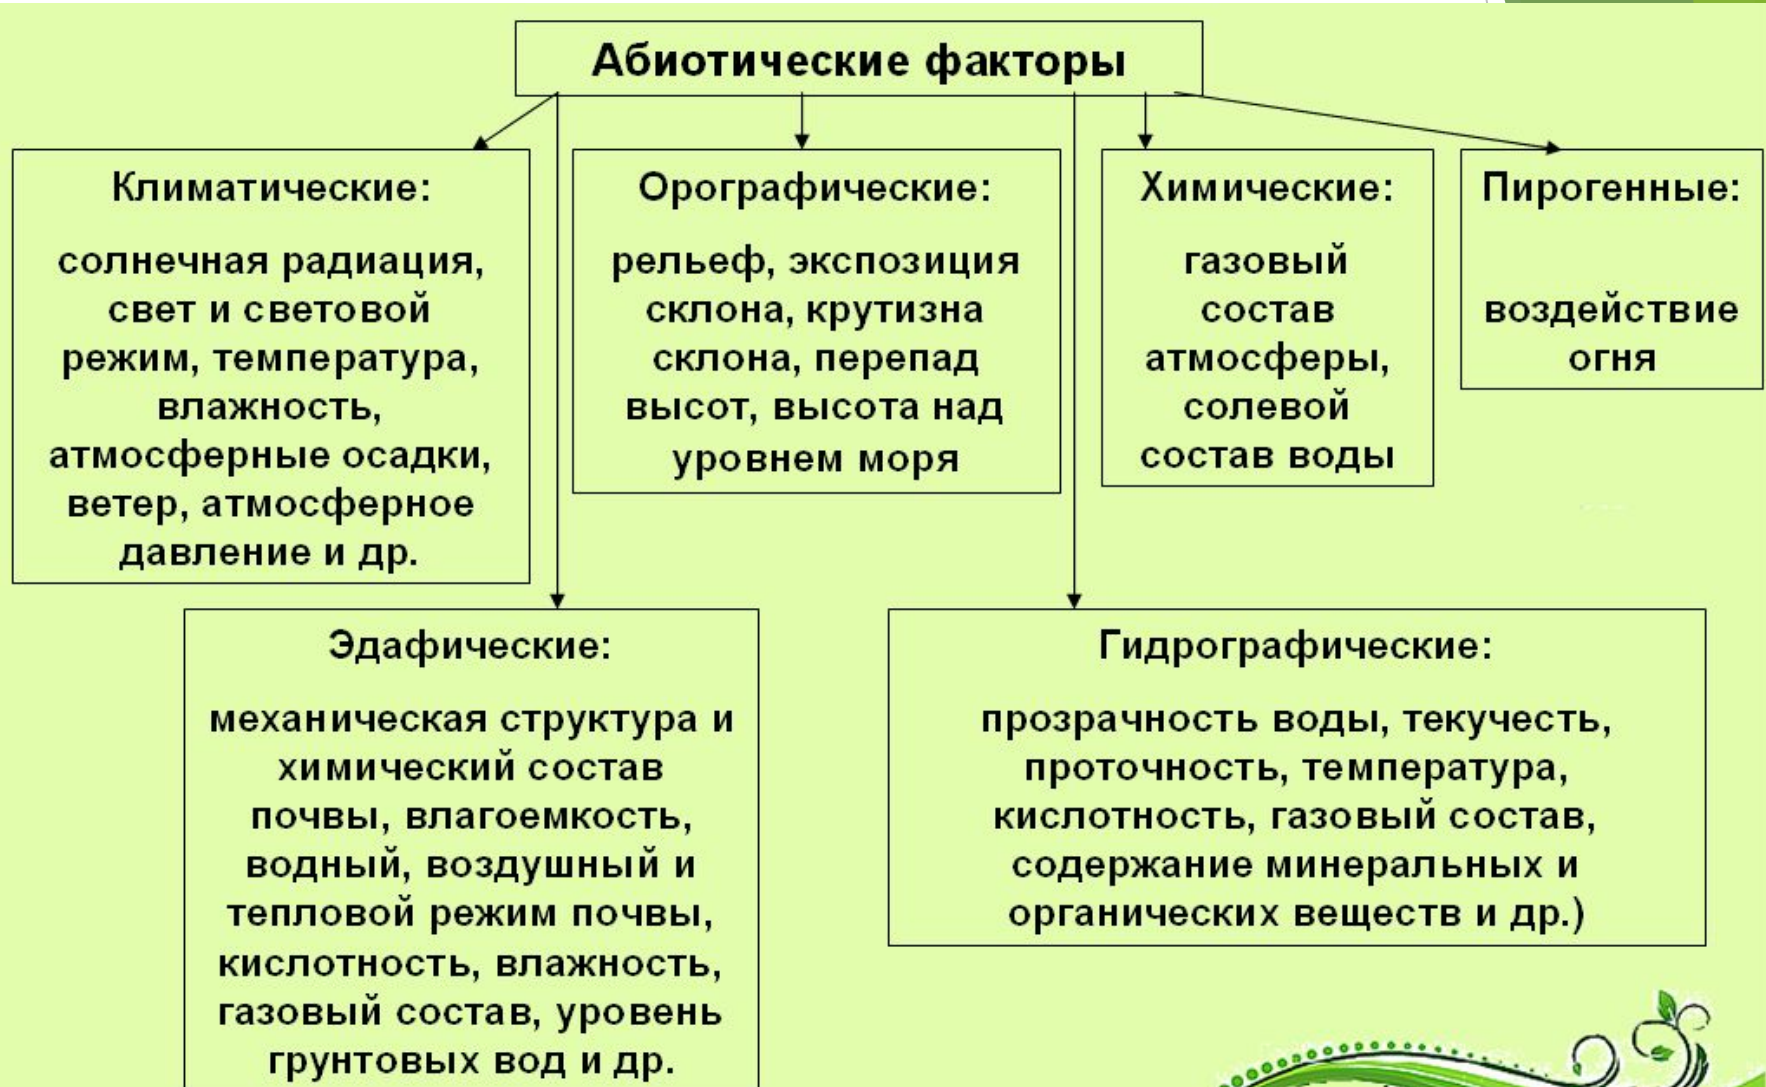 Абиотические факторы
Климатические:
солнечная радиация,
свет и световой
режим, температура,
влажность,
атмосферные осадки,
ветер, атмосферное
давление и др.
Орографические:
рельеф, экспозиция
склона, крутизна
склона, перепад
высот, высота над
уровнем моря
Химические:
газовый
состав
атмосферы,
солевой
состав воды
Пирогенные:
воздействие
огня
Эдафические:
механическая структура и
химический состав
почвы, влагоемкость,
водный, воздушный и
тепловой режим почвы,
кислотность, влажность,
газовый состав, уровень
грунтовых вод и др.
Гидрографические:
прозрачность воды, текучесть,
проточность, температура,
кислотность, газовый состав,
содержание минеральных и
органических веществ и др.)